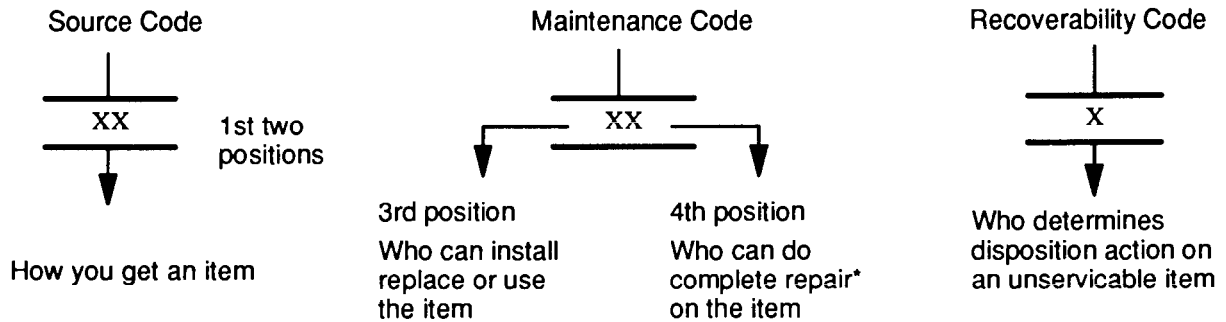 Source Code
XX
1st two
positions
How you get an item
Maintenance Code
XX
3rd position
Who can install
replace or use
the item
4th position
Who can do
complete repair*
on the item
Recoverability Code
X
Who determines
disposition action on
an unservicable item